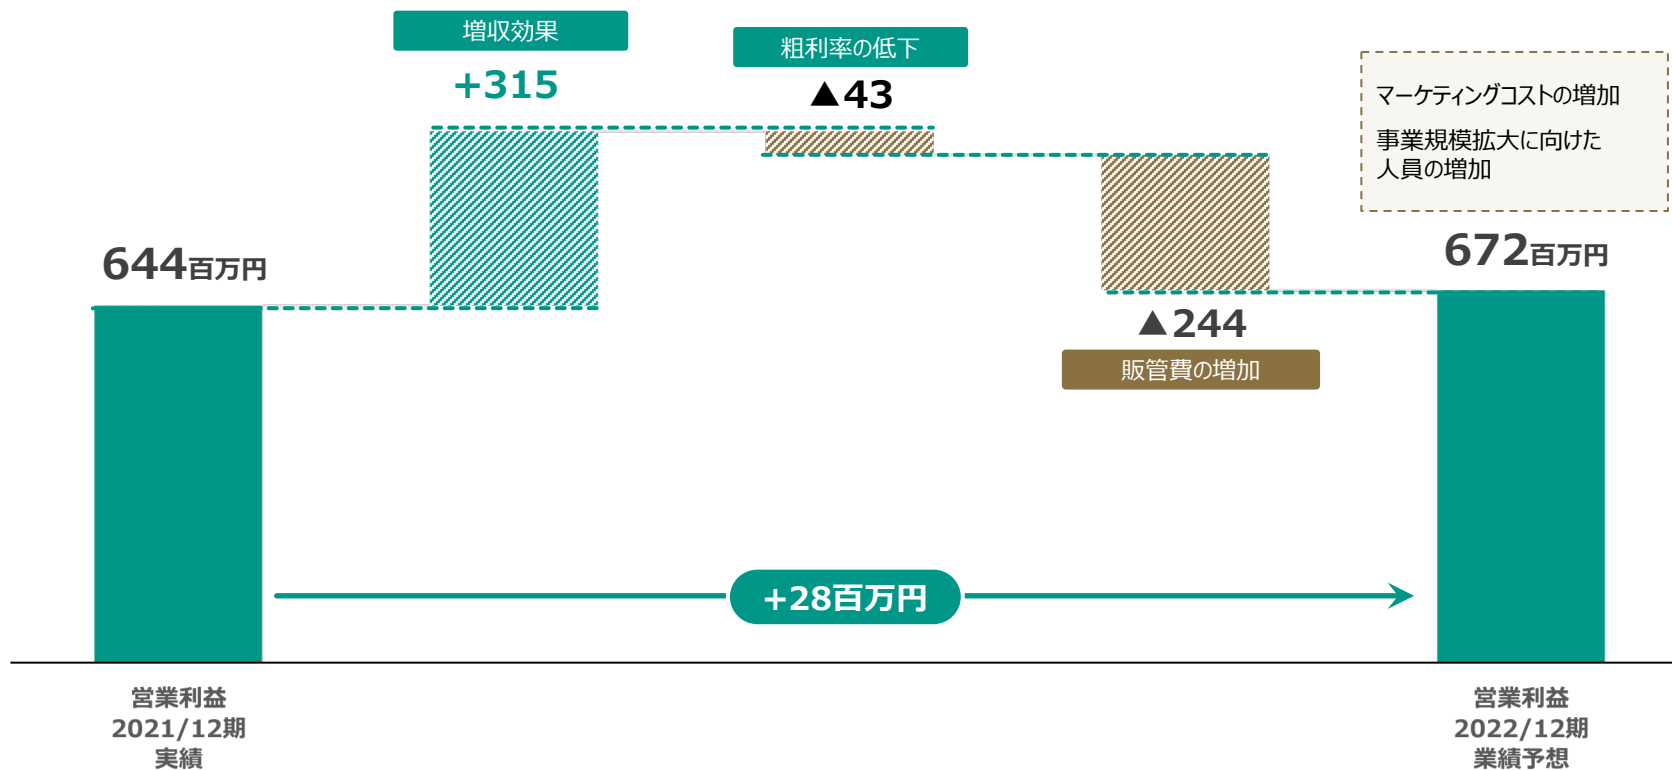 増収効果
+315
粗利率の低下
▲43
マーケティングコストの増加
事業規模拡大に向けた
人員の増加
644百万円
672百万円
▲244
販管費の増加
+28百万円
営業利益
2021/12期
実績
営業利益
2022/12期
業績予想